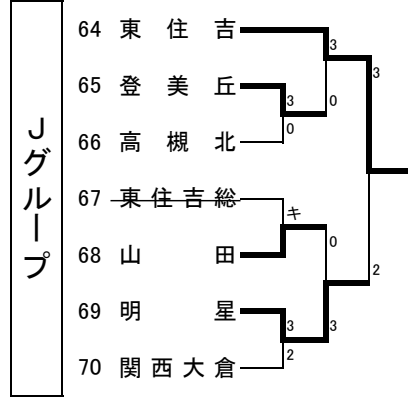 Jグループ
64 東住吉
3
3
65 登美丘
3 0
0
66 高槻北
67 東住吉総
キ
0
68 山田
2
69 明星
3 3
2
70 関西大倉